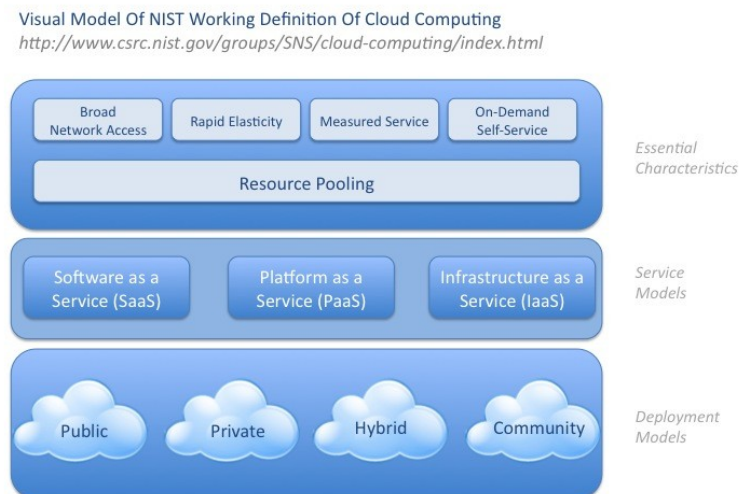 Visual Model Of NIST Working Definition Of Cloud Computing
http://www.csrc.nist.gov/groups/SNS/cloud-computing/index.html
Broad
Network Access
Rapid Elasticity
Measured Service
On-Demand
Self-Service
Resource Pooling
Essential
Characteristics
Software as a
Service (SaaS)
Platform as a
Service (PaaS)
Infrastructure as a
Service (IaaS)
Service
Models
Public
Private
Hybrid
Community
Deployment
Models